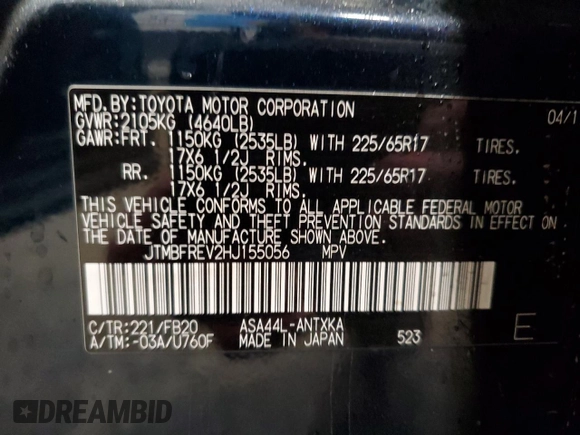 MFD.BY:TOYOTA MOTOR CORPORATION
GVWR:2105KG (4640LB) 04/1
GAWR:FRT. 1150KG (2535LB) WITH 225/65R17 TIRES.
17X6 1/2J RIMS.
RR. 1150KG (2535LB) WITH 225/65R17 TIRES.
17X6 1/2J RIMS.
THIS VEHICLE CONFORMS TO ALL APPLICABLE FEDERAL MOTOR
VEHICLE SAFETY AND THEFT PREVENTION STANDARDS IN EFFECT ON
THE DATE OF MANUFACTURE SHOWN ABOVE.
JTMBFREV2HJ155056 MPV
C/TR:221/FB20 ASA44L-ANTXKA
A/TM:-03A/U760F MADE IN JAPAN 523 E
DREAMBID